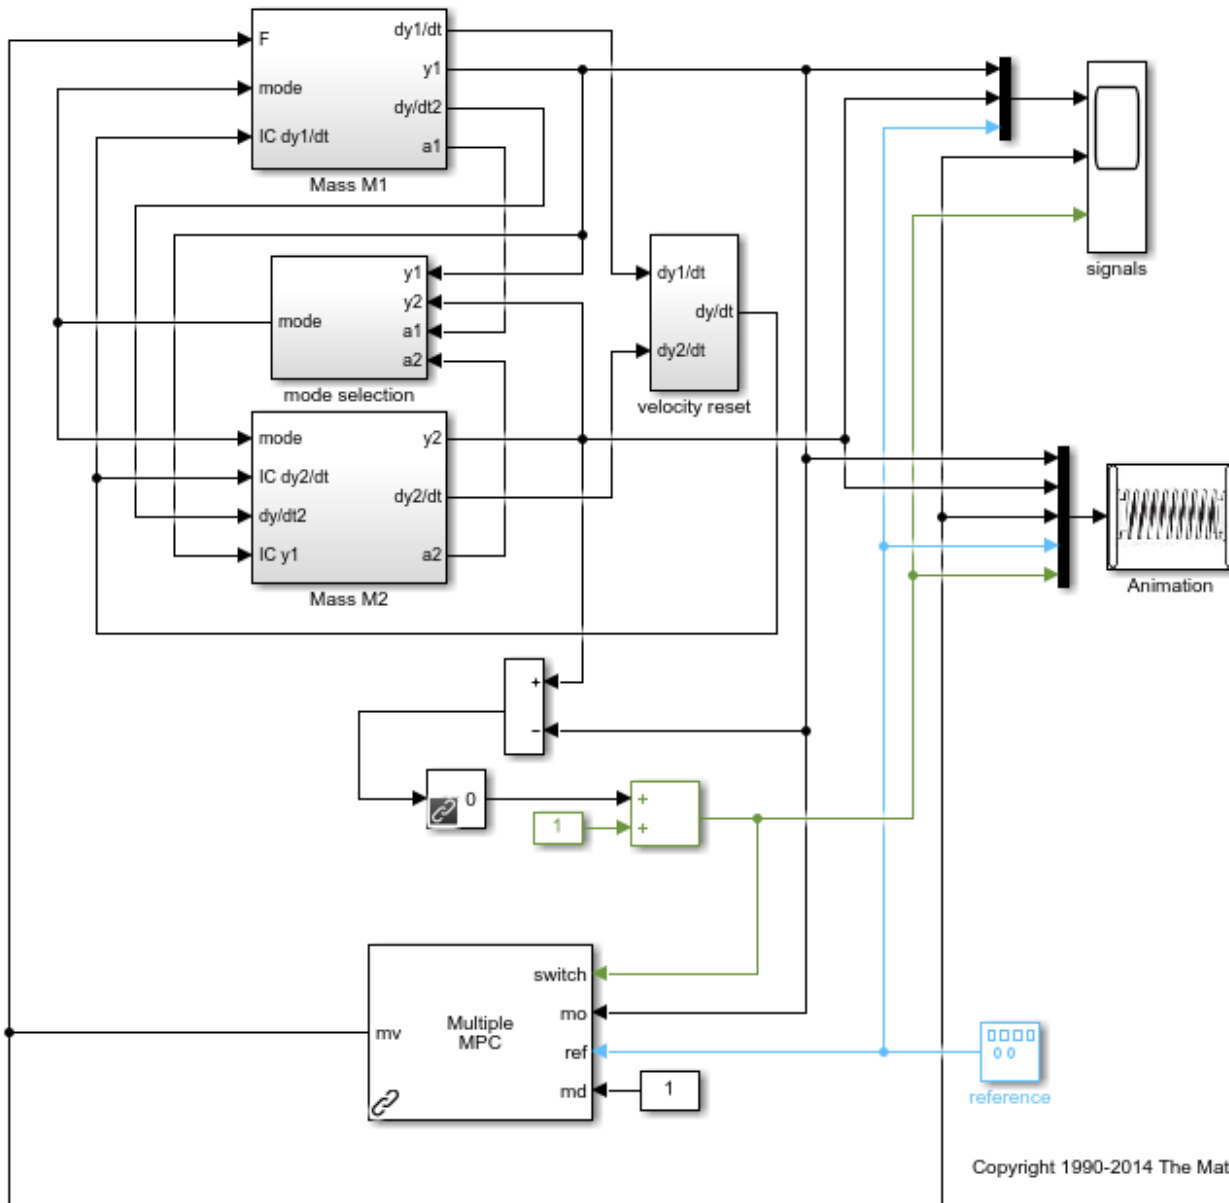 F
mode
IC dy1/dt
dy1/dt
y1
dy/dt2
a1
Mass M1
signals
mode
y1
y2
a1
a2
mode selection
dy1/dt
dy2/dt
dy/dt
velocity reset
mode
IC dy2/dt
dy/dt2
IC y1
y2
dy2/dt
a2
Mass M2
Animation
+
−
0
1
+
+
mv
Multiple
MPC
switch
mo
ref
md
1
reference
Copyright 1990-2014 The Mat